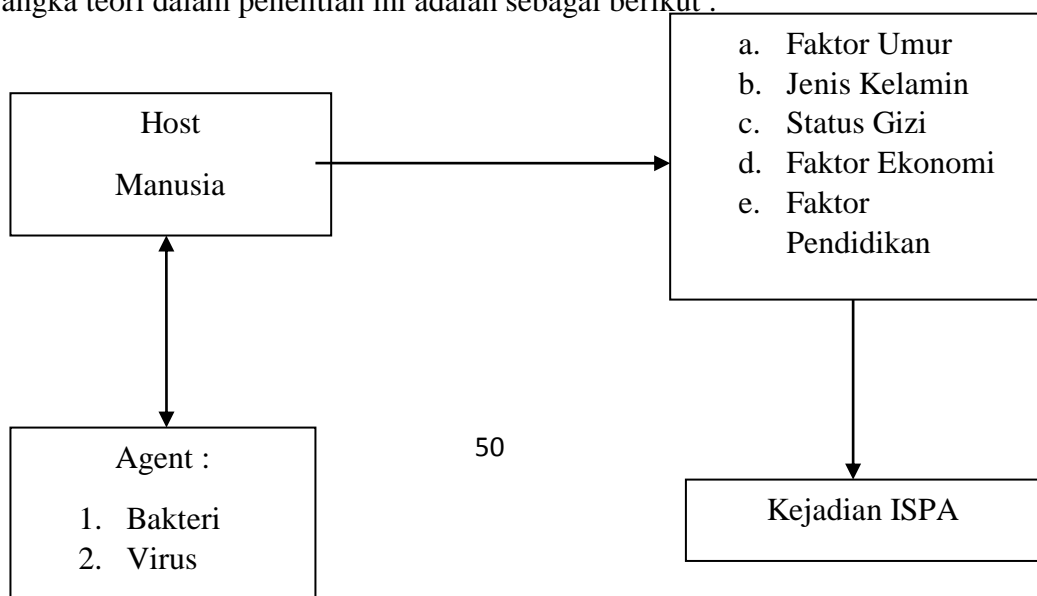 angka teori dalam penelitian ini adalah sebagai berikut :
a. Faktor Umur
b. Jenis Kelamin
c. Status Gizi
d. Faktor Ekonomi
e. Faktor
Pendidikan
Host
Manusia
50
Agent :
1. Bakteri
2. Virus
Kejadian ISPA